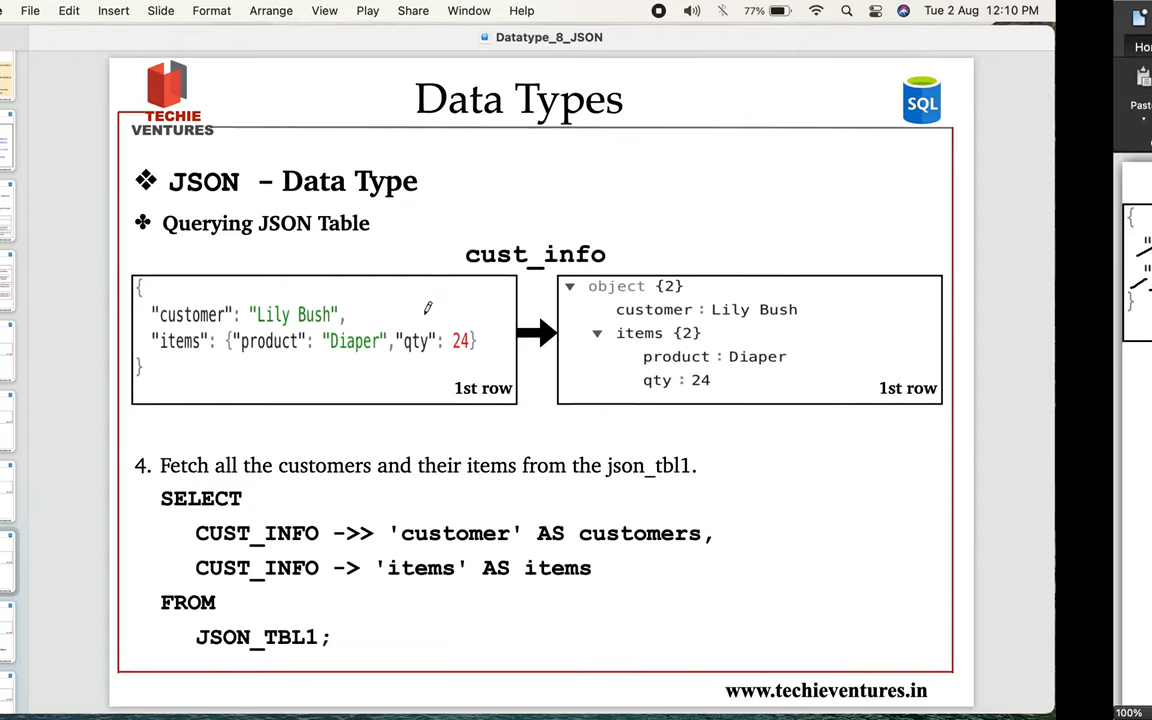 File Edit Insert Slide Format Arrange View Play Share Window Help 77% Tue 2 Aug 12:10 PM
Datatype_8_JSON
TECHIE
VENTURES
Data Types
SQL
❖ JSON – Data Type
✤ Querying JSON Table
cust_info
{
"customer": "Lily Bush",
"items": {"product": "Diaper","qty": 24}
}
1st row
▼ object {2}
customer : Lily Bush
▼ items {2}
product : Diaper
qty : 24
1st row
4. Fetch all the customers and their items from the json_tbl1.
SELECT
CUST_INFO ->> 'customer' AS customers,
CUST_INFO -> 'items' AS items
FROM
JSON_TBL1;
www.techieventures.in
Hor
Paste
{
}
100%